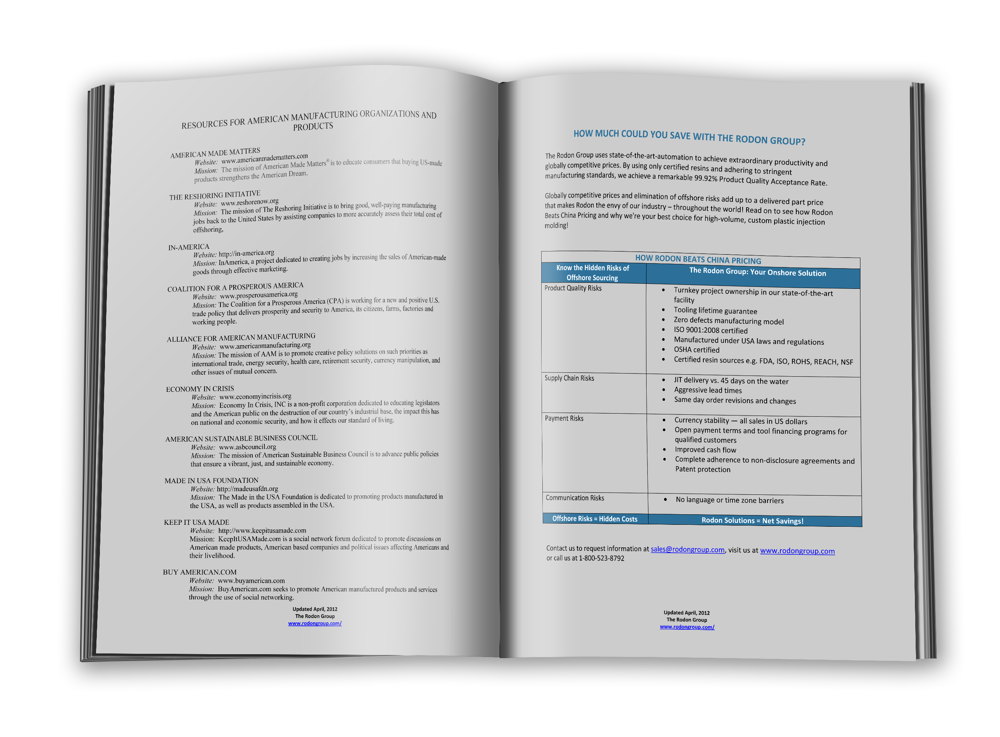 RESOURCES FOR AMERICAN MANUFACTURING ORGANIZATIONS AND
PRODUCTS
AMERICAN MADE MATTERS
Website: www.americanmadematters.com
Mission: The mission of American Made Matters® is to educate consumers that buying US-made
products strengthens the American Dream.
THE RESHORING INITIATIVE
Website: www.reshorenow.org
Mission: The mission of The Reshoring Initiative is to bring good, well-paying manufacturing
jobs back to the United States by assisting companies to more accurately assess their total cost of
offshoring,
IN-AMERICA
Website: http://in-america.org
Mission: InAmerica, a project dedicated to creating jobs by increasing the sales of American-made
goods through effective marketing.
COALITION FOR A PROSPEROUS AMERICA
Website: www.prosperousamerica.org
Mission: The Coalition for a Prosperous America (CPA) is working for a new and positive U.S.
trade policy that delivers prosperity and security to America, its citizens, farms, factories and
working people.
ALLIANCE FOR AMERICAN MANUFACTURING
Website: www.americanmanufacturing.org
Mission: The mission of AAM is to promote creative policy solutions on such priorities as
international trade, energy security, health care, retirement security, currency manipulation, and
other issues of mutual concern.
ECONOMY IN CRISIS
Website: www.economyincrisis.org
Mission: Economy In Crisis, INC is a non-profit corporation dedicated to educating legislators
and the American public on the destruction of our country’s industrial base, the impact this has
on national and economic security, and how it effects our standard of living.
AMERICAN SUSTAINABLE BUSINESS COUNCIL
Website: www.asbcouncil.org
Mission: The mission of American Sustainable Business Council is to advance public policies
that ensure a vibrant, just, and sustainable economy.
MADE IN USA FOUNDATION
Website: http://madeusafdn.org
Mission: The Made in the USA Foundation is dedicated to promoting products manufactured in
the USA, as well as products assembled in the USA.
KEEP IT USA MADE
Website: http://www.keepitusamade.com
Mission: KeepItUSAMade.com is a social network forum dedicated to promote discussions on
American made products, American based companies and political issues affecting Americans and
their livelihood.
BUY AMERICAN.COM
Website: www.buyamerican.com
Mission: BuyAmerican.com seeks to promote American manufactured products and services
through the use of social networking.
Updated April, 2012
The Rodon Group
www.rodongroup.com/
HOW MUCH COULD YOU SAVE WITH THE RODON GROUP?
The Rodon Group uses state-of-the-art-automation to achieve extraordinary productivity and
globally competitive prices. By using only certified resins and adhering to stringent
manufacturing standards, we achieve a remarkable 99.92% Product Quality Acceptance Rate.
Globally competitive prices and elimination of offshore risks add up to a delivered part price
that makes Rodon the envy of our industry – throughout the world! Read on to see how Rodon
Beats China Pricing and why we're your best choice for high-volume, custom plastic injection
molding!
HOW RODON BEATS CHINA PRICING
Know the Hidden Risks of
Offshore Sourcing
The Rodon Group: Your Onshore Solution
Product Quality Risks
• Turnkey project ownership in our state-of-the-art
facility
• Tooling lifetime guarantee
• Zero defects manufacturing model
• ISO 9001:2008 certified
• Manufactured under USA laws and regulations
• OSHA certified
• Certified resin sources e.g. FDA, ISO, ROHS, REACH, NSF
Supply Chain Risks
• JIT delivery vs. 45 days on the water
• Aggressive lead times
• Same day order revisions and changes
Payment Risks
• Currency stability — all sales in US dollars
• Open payment terms and tool financing programs for
qualified customers
• Improved cash flow
• Complete adherence to non-disclosure agreements and
Patent protection
Communication Risks
• No language or time zone barriers
Offshore Risks = Hidden Costs
Rodon Solutions = Net Savings!
Contact us to request information at sales@rodongroup.com, visit us at www.rodongroup.com
or call us at 1-800-523-8792
Updated April, 2012
The Rodon Group
www.rodongroup.com/